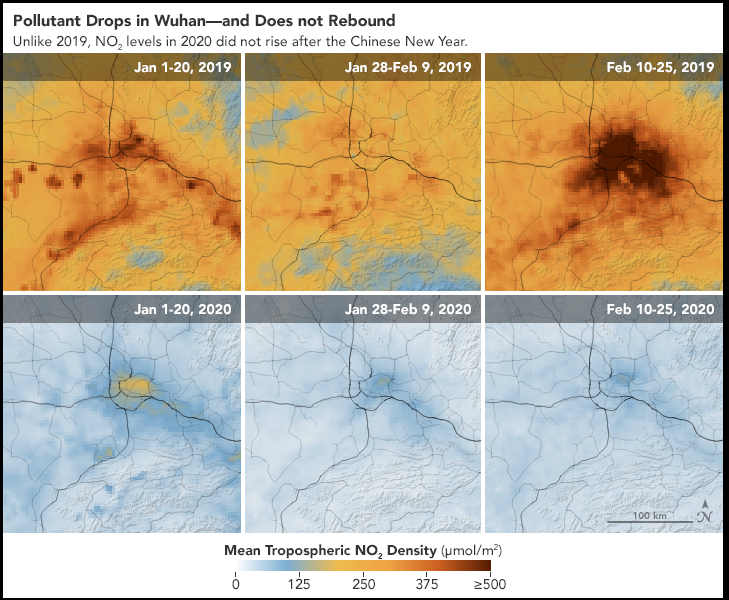 Pollutant Drops in Wuhan—and Does not Rebound
Unlike 2019, NO₂ levels in 2020 did not rise after the Chinese New Year.
Jan 1-20, 2019
Jan 28-Feb 9, 2019
Feb 10-25, 2019
Jan 1-20, 2020
Jan 28-Feb 9, 2020
Feb 10-25, 2020
100 km
N
Mean Tropospheric NO₂ Density (µmol/m²)
0 125 250 375 ≥500